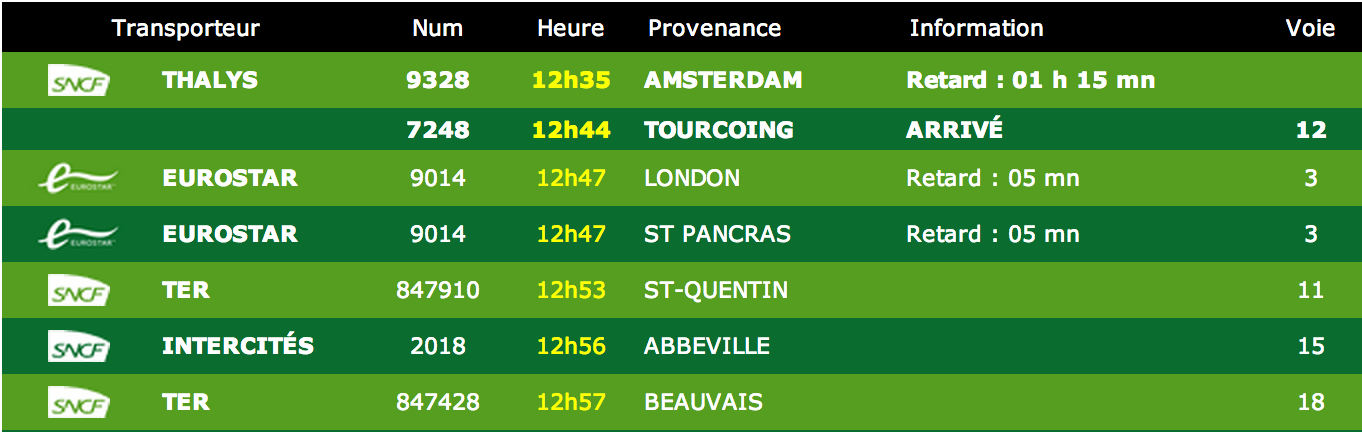 Transporteur Num Heure Provenance Information Voie
SNCF THALYS 9328 12h35 AMSTERDAM Retard : 01 h 15 mn
7248 12h44 TOURCOING ARRIVÉ 12
e EUROSTAR EUROSTAR 9014 12h47 LONDON Retard : 05 mn 3
e EUROSTAR EUROSTAR 9014 12h47 ST PANCRAS Retard : 05 mn 3
SNCF TER 847910 12h53 ST-QUENTIN 11
SNCF INTERCITÉS 2018 12h56 ABBEVILLE 15
SNCF TER 847428 12h57 BEAUVAIS 18